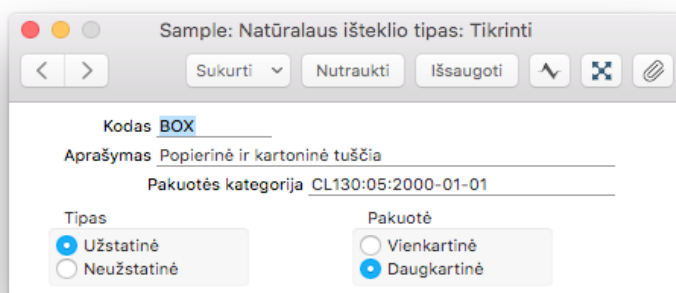 Sample: Natūralaus išteklio tipas: Tikrinti
Sukurti Nutraukti Išsaugoti
Kodas BOX
Aprašymas Popierinė ir kartoninė tuščia
Pakuotės kategorija CL130:05:2000-01-01
Tipas Pakuotė
Užstatinė Vienkartinė
Neužstatinė Daugkartinė